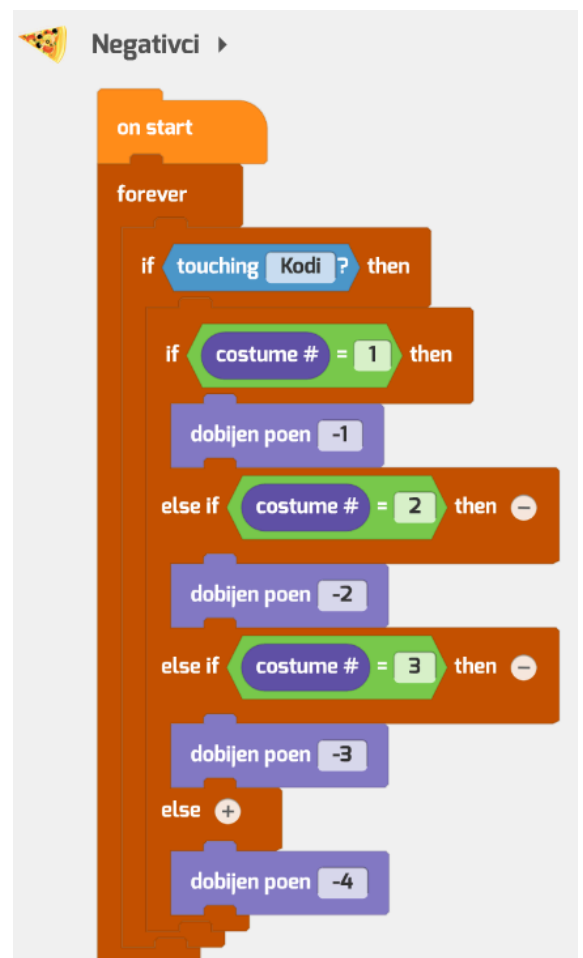 Negativci
on start
forever
if touching Kodi ? then
if costume # = 1 then
dobijen poen -1
else if costume # = 2 then −
dobijen poen -2
else if costume # = 3 then −
dobijen poen -3
else +
dobijen poen -4